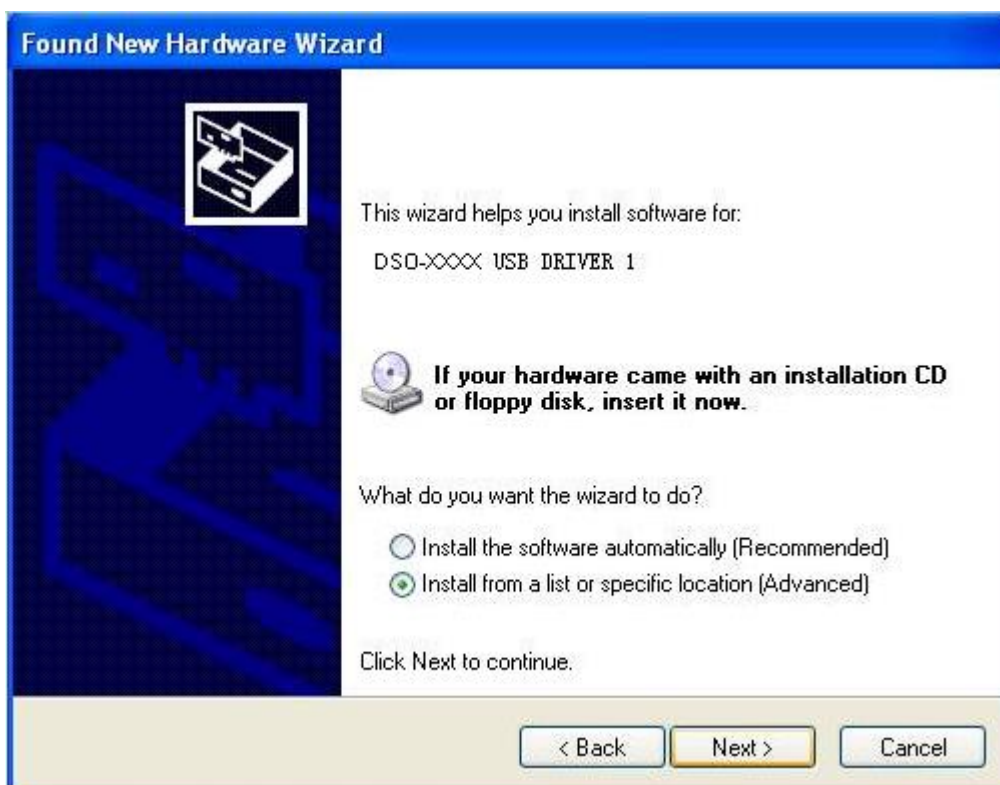 Found New Hardware Wizard
This wizard helps you install software for:
DSO-XXXX USB DRIVER 1
If your hardware came with an installation CD
or floppy disk, insert it now.
What do you want the wizard to do?
Install the software automatically (Recommended)
Install from a list or specific location (Advanced)
Click Next to continue.
< Back Next > Cancel